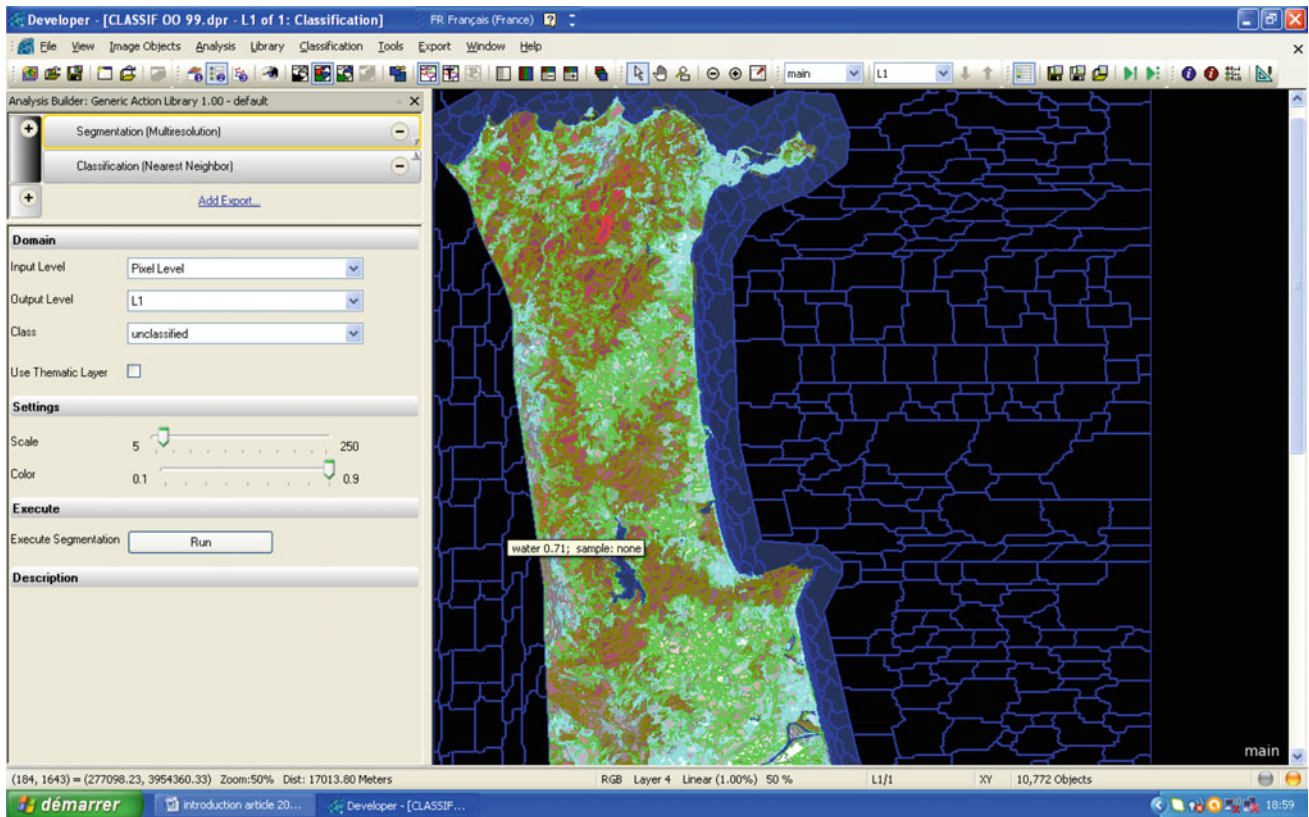 Developer - [CLASSIF OO 99.dpr - L1 of 1: Classification]
FR Français (France)
File View Image Objects Analysis Library Classification Tools Export Window Help
main L1
Analysis Builder: Generic Action Library 1.00 - default
Segmentation (Multiresolution)
Classification (Nearest Neighbor)
Add Export...
Domain
Input Level Pixel Level
Output Level L1
Class unclassified
Use Thematic Layer
Settings
Scale 5 250
Color 0.1 0.9
Execute
Execute Segmentation Run
Description
water 0.71; sample: none
main
(184, 1643) = (277098.23, 3954360.33) Zoom:50% Dist: 17013.80 Meters RGB Layer 4 Linear (1.00%) 50 % L1/1 XY 10,772 Objects
démarrer introduction article 20... Developer - [CLASSIF... 18:59